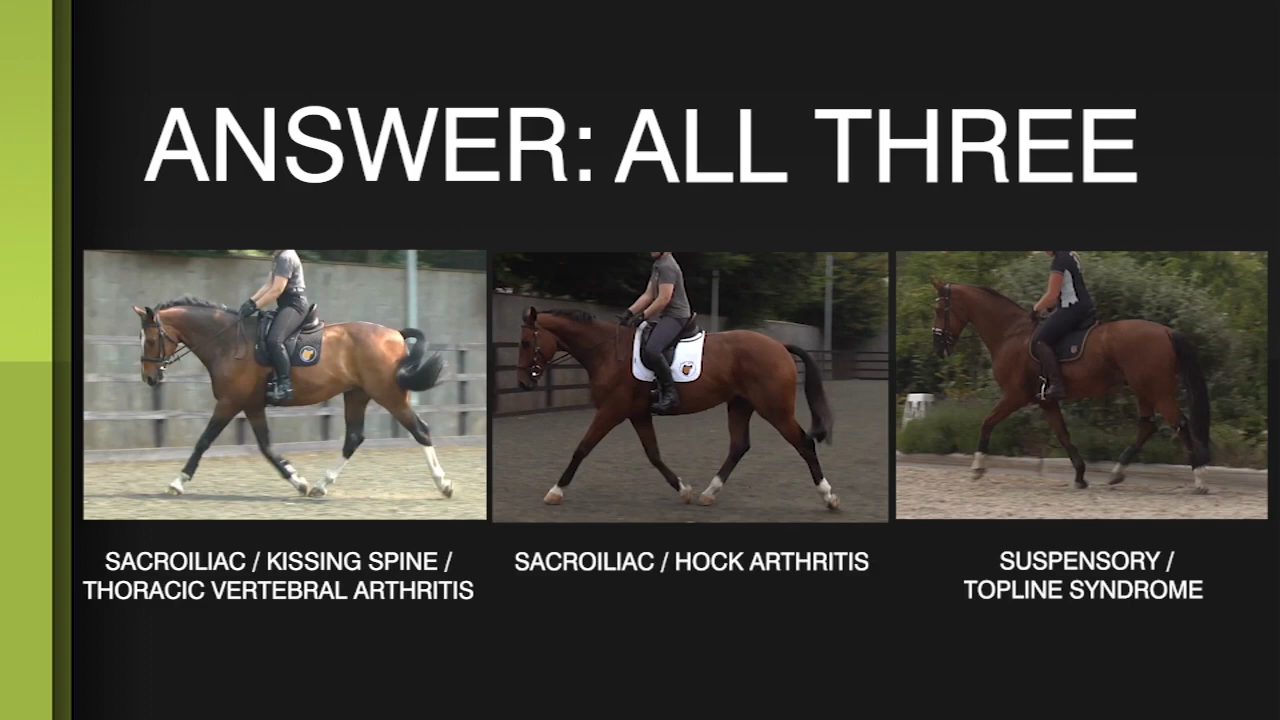 ANSWER: ALL THREE
SACROILIAC / KISSING SPINE /
THORACIC VERTEBRAL ARTHRITIS
SACROILIAC / HOCK ARTHRITIS
SUSPENSORY /
TOPLINE SYNDROME